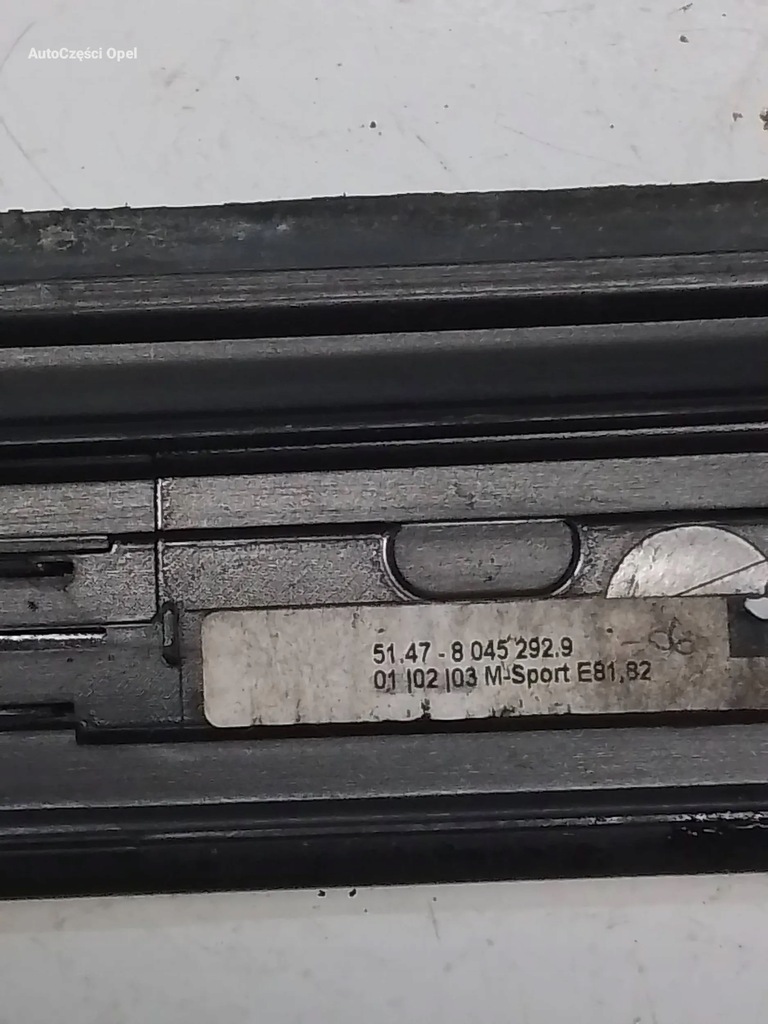 AutoCzęści Opel
51.47 - 8 045 292.9
01 |02 |03 M-Sport E81,82